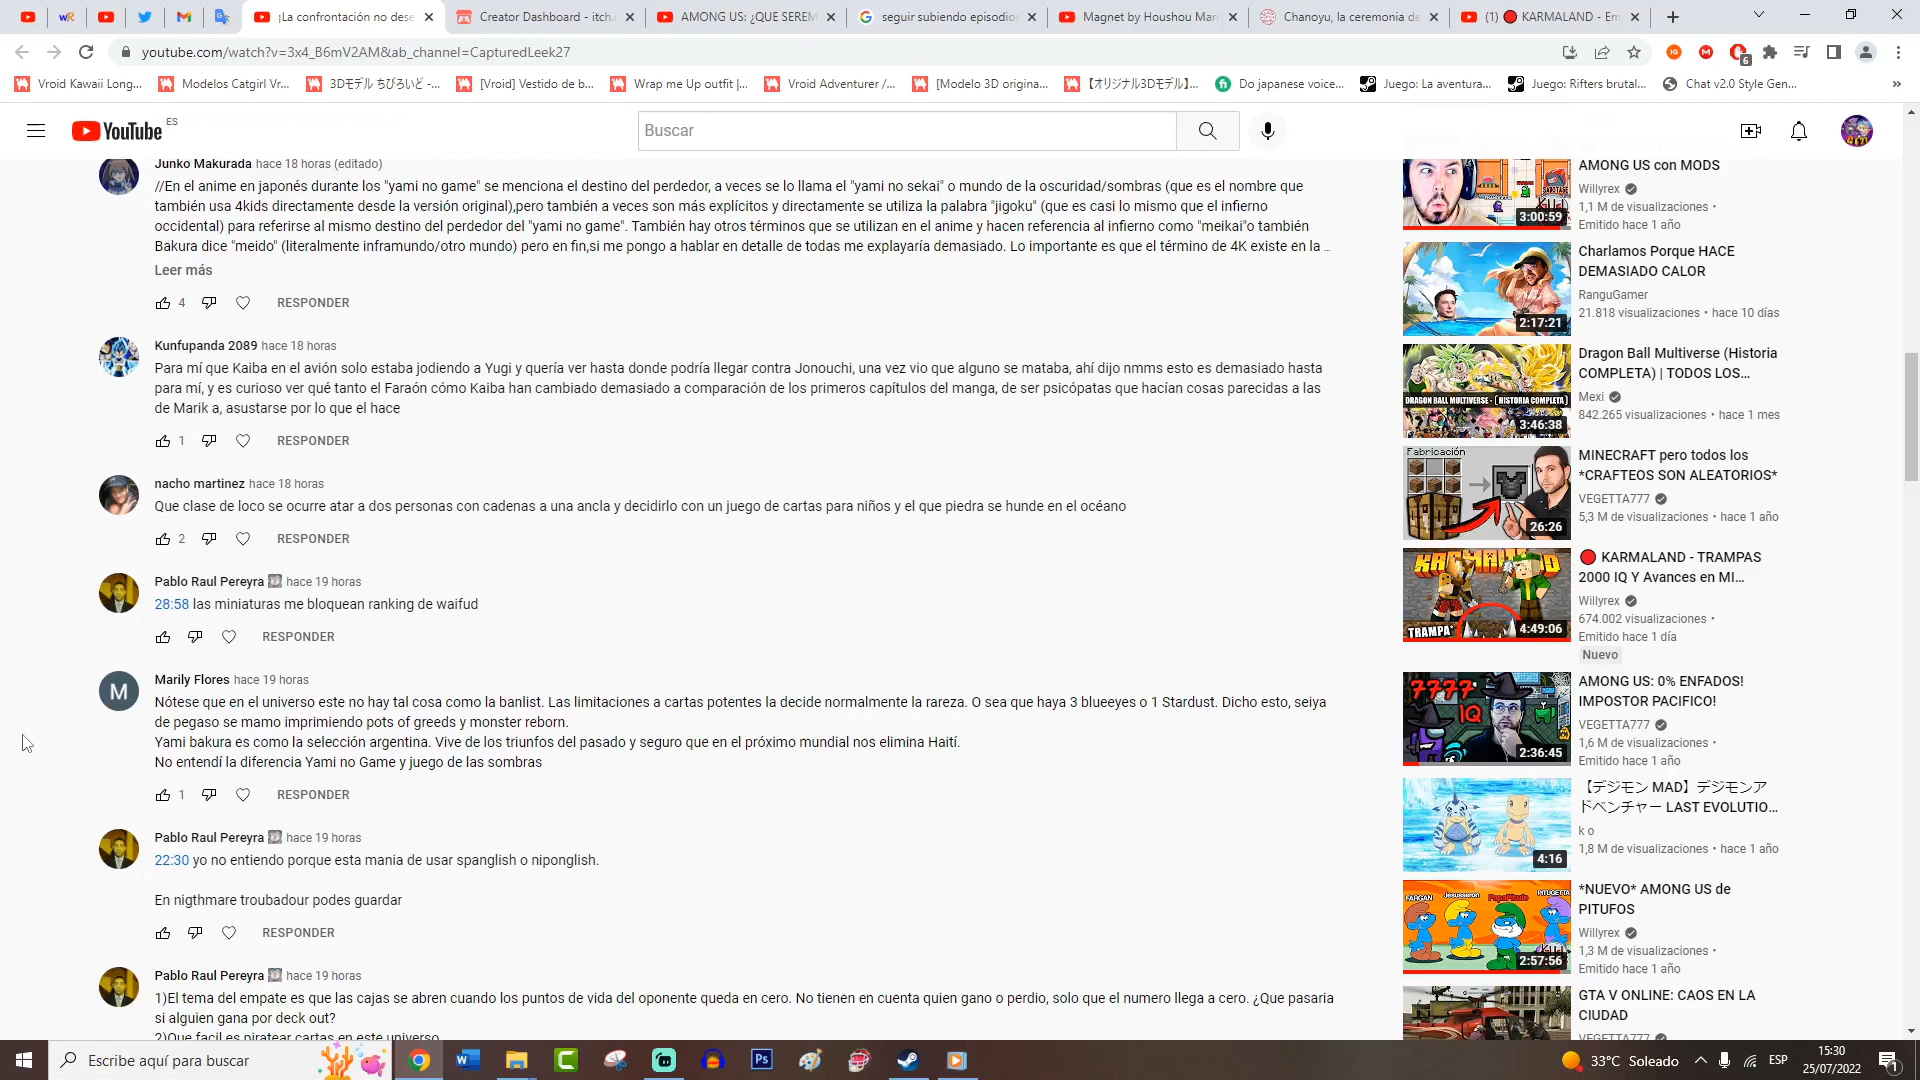 ¡La confrontación no dese
Creator Dashboard - itch.i
AMONG US: ¿QUE SEREM
seguir subiendo episodios
Magnet by Houshou Mari
Chanoyu, la ceremonia de
(1) 🔴 KARMALAND - Em
youtube.com/watch?v=3x4_B6mV2AM&ab_channel=CapturedLeek27
Vroid Kawaii Long...
Modelos Catgirl Vr...
3Dモデル ちびろいど -...
[Vroid] Vestido de b...
Wrap me Up outfit |...
Vroid Adventurer /...
[Modelo 3D origina...
【オリジナル3Dモデル】...
Do japanese voice...
Juego: La aventura...
Juego: Rifters brutal...
Chat v2.0 Style Gen...
YouTube ES
Buscar
Junko Makurada hace 18 horas (editado)
//En el anime en japonés durante los "yami no game" se menciona el destino del perdedor, a veces se lo llama el "yami no sekai" o mundo de la oscuridad/sombras (que es el nombre que
también usa 4kids directamente desde la versión original),pero también a veces son más explícitos y directamente se utiliza la palabra "jigoku" (que es casi lo mismo que el infierno
occidental) para referirse al mismo destino del perdedor del "yami no game". También hay otros términos que se utilizan en el anime y hacen referencia al infierno como "meikai"o también
Bakura dice "meido" (literalmente inframundo/otro mundo) pero en fin,si me pongo a hablar en detalle de todas me explayaría demasiado. Lo importante es que el término de 4K existe en la ...
Leer más
4 RESPONDER
Kunfupanda 2089 hace 18 horas
Para mí que Kaiba en el avión solo estaba jodiendo a Yugi y quería ver hasta donde podría llegar contra Jonouchi, una vez vio que alguno se mataba, ahí dijo nmms esto es demasiado hasta
para mí, y es curioso ver qué tanto el Faraón cómo Kaiba han cambiado demasiado a comparación de los primeros capítulos del manga, de ser psicópatas que hacían cosas parecidas a las
de Marik a, asustarse por lo que el hace
1 RESPONDER
nacho martinez hace 18 horas
Que clase de loco se ocurre atar a dos personas con cadenas a una ancla y decidirlo con un juego de cartas para niños y el que piedra se hunde en el océano
2 RESPONDER
Pablo Raul Pereyra hace 19 horas
28:58 las miniaturas me bloquean ranking de waifud
RESPONDER
M
Marily Flores hace 19 horas
Nótese que en el universo este no hay tal cosa como la banlist. Las limitaciones a cartas potentes la decide normalmente la rareza. O sea que haya 3 blueeyes o 1 Stardust. Dicho esto, seiya
de pegaso se mamo imprimiendo pots of greeds y monster reborn.
Yami bakura es como la selección argentina. Vive de los triunfos del pasado y seguro que en el próximo mundial nos elimina Haití.
No entendí la diferencia Yami no Game y juego de las sombras
1 RESPONDER
Pablo Raul Pereyra hace 19 horas
22:30 yo no entiendo porque esta mania de usar spanglish o niponglish.
En nigthmare troubadour podes guardar
RESPONDER
Pablo Raul Pereyra hace 19 horas
1)El tema del empate es que las cajas se abren cuando los puntos de vida del oponente queda en cero. No tienen en cuenta quien gano o perdio, solo que el numero llega a cero. ¿Que pasaria
si alguien gana por deck out?
2)Que facil es piratear cartas en este universo
AMONG US con MODS
Willyrex
1,1 M de visualizaciones •
Emitido hace 1 año
3:00:59
Charlamos Porque HACE
DEMASIADO CALOR
RanguGamer
21.818 visualizaciones • hace 10 días
2:17:21
Dragon Ball Multiverse (Historia
COMPLETA) | TODOS LOS...
Mexi
842.265 visualizaciones • hace 1 mes
DRAGON BALL MULTIVERSE - (HISTORIA COMPLETA)
3:46:38
Fabricación
MINECRAFT pero todos los
*CRAFTEOS SON ALEATORIOS*
VEGETTA777
5,3 M de visualizaciones • hace 1 año
26:26
🔴 KARMALAND - TRAMPAS
2000 IQ Y Avances en MI...
Willyrex
674.002 visualizaciones •
Emitido hace 1 día
Nuevo
TRAMPA
4:49:06
AMONG US: 0% ENFADOS!
IMPOSTOR PACIFICO!
VEGETTA777
1,6 M de visualizaciones •
Emitido hace 1 año
???? IQ
2:36:45
【デジモン MAD】デジモンア
ドベンチャー LAST EVOLUTIO...
k o
1,8 M de visualizaciones • hace 1 año
4:16
*NUEVO* AMONG US de
PITUFOS
Willyrex
1,3 M de visualizaciones •
Emitido hace 1 año
FARGAN
2:57:56
GTA V ONLINE: CAOS EN LA
CIUDAD
VEGETTA777
Escribe aquí para buscar
33°C Soleado
ESP
15:30
25/07/2022